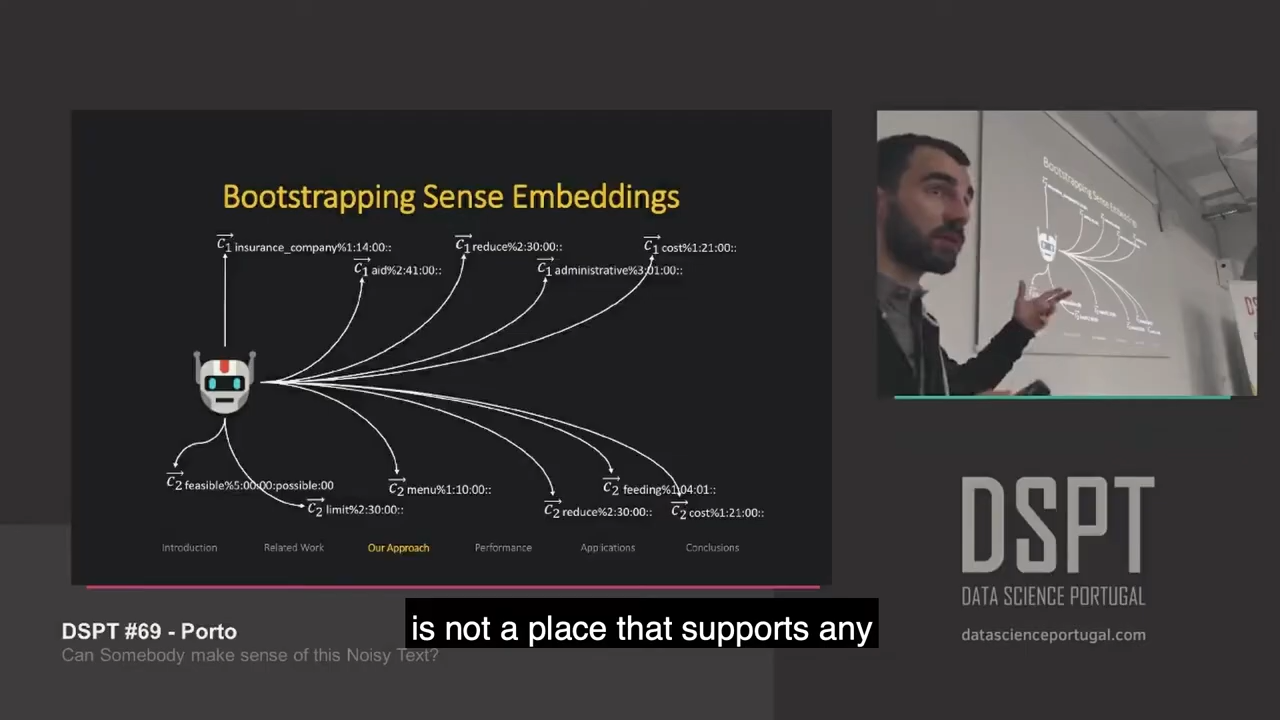 Bootstrapping Sense Embeddings
c1 insurance_company%1:14:00::
c1 reduce%2:30:00::
c1 cost%1:21:00::
c1 aid%2:41:00::
c1 administrative%3:01:00::
c2 feasible%5:00:00:possible:00
c2 menu%1:10:00::
c2 feeding%1:04:01::
c2 limit%2:30:00::
c2 reduce%2:30:00::
c2 cost%1:21:00::
Introduction Related Work Our Approach Performance Applications Conclusions
Bootstrapping Sense Embeddings
DSPT
DATA SCIENCE PORTUGAL
datascienceportugal.com
is not a place that supports any
DSPT #69 - Porto
Can Somebody make sense of this Noisy Text?